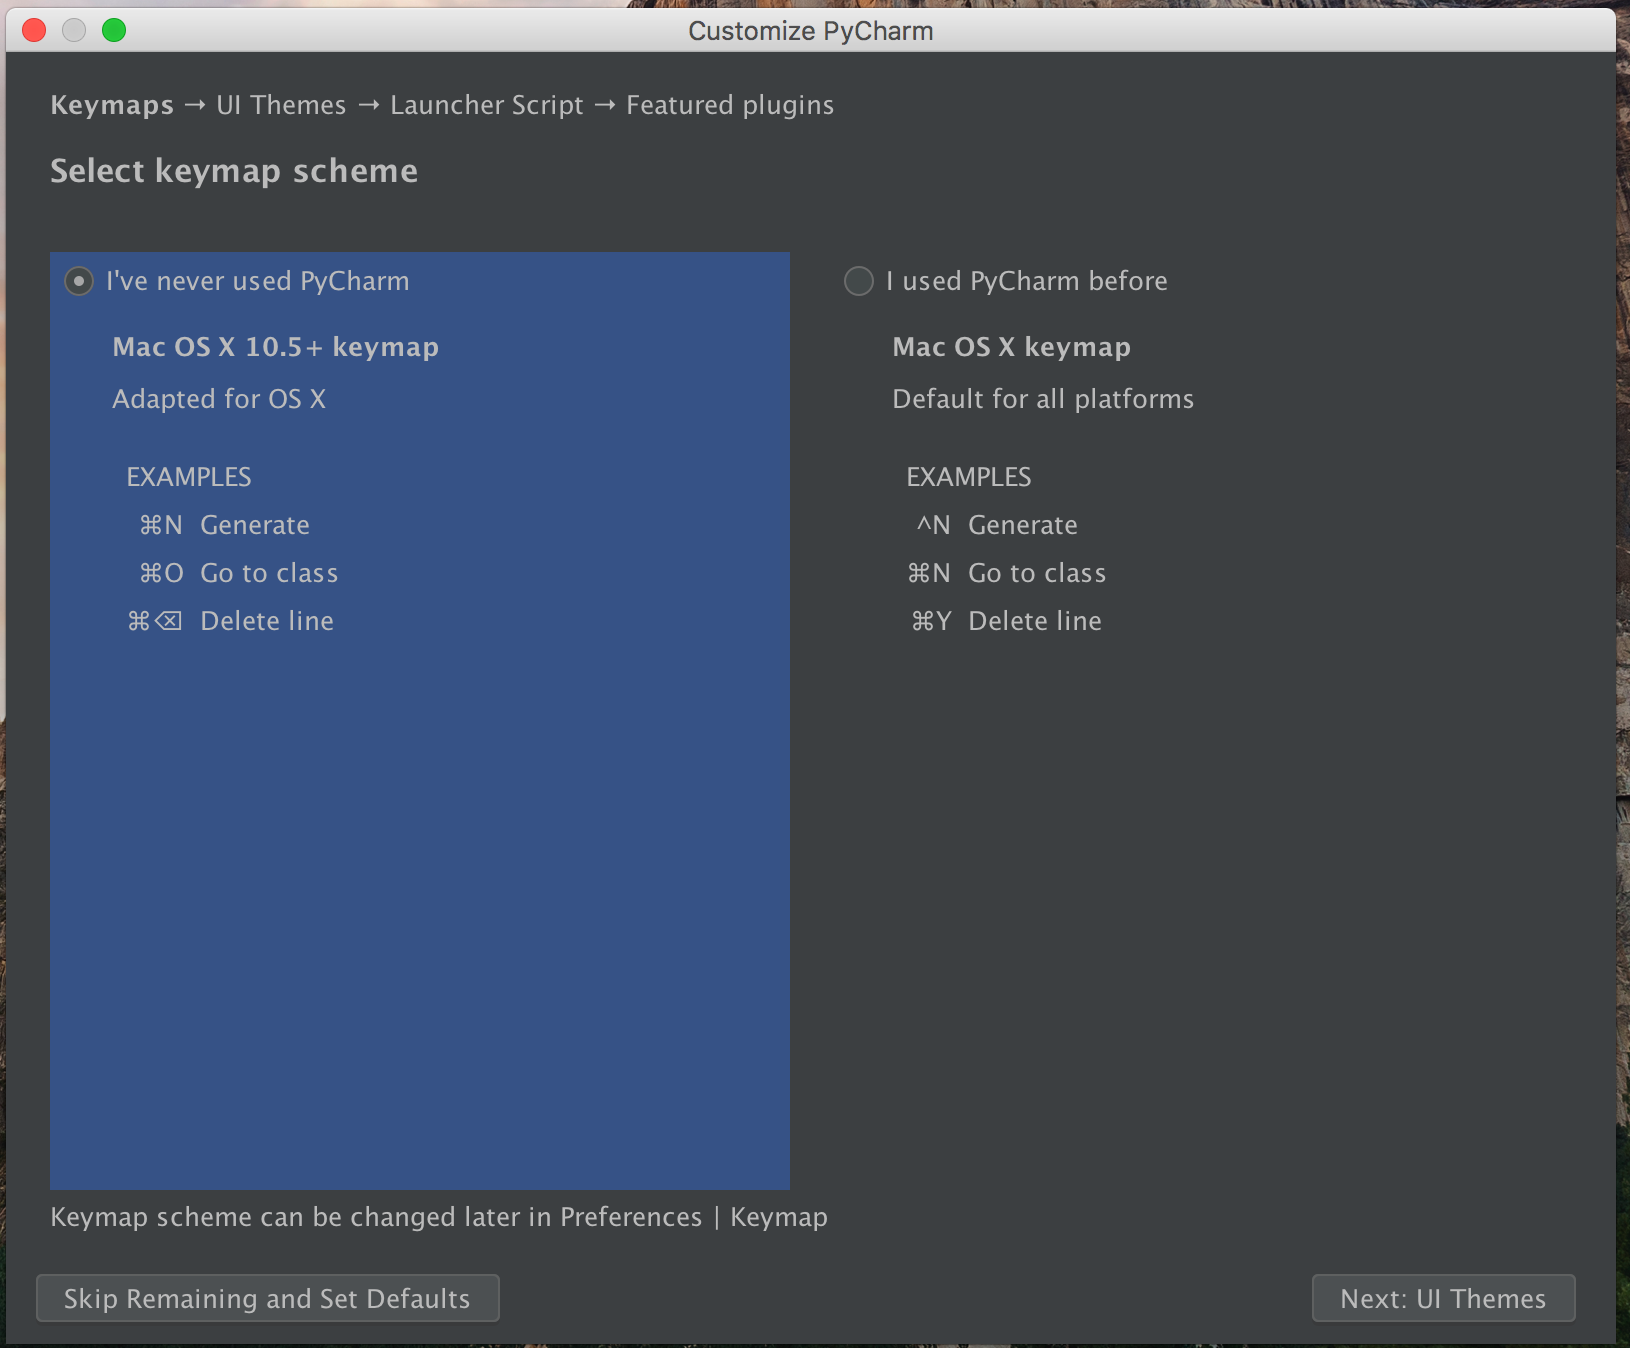 Customize PyCharm
Keymaps → UI Themes → Launcher Script → Featured plugins
Select keymap scheme
I've never used PyCharm
Mac OS X 10.5+ keymap
Adapted for OS X
EXAMPLES
⌘N Generate
⌘O Go to class
⌘⌫ Delete line
I used PyCharm before
Mac OS X keymap
Default for all platforms
EXAMPLES
^N Generate
⌘N Go to class
⌘Y Delete line
Keymap scheme can be changed later in Preferences | Keymap
Skip Remaining and Set Defaults
Next: UI Themes